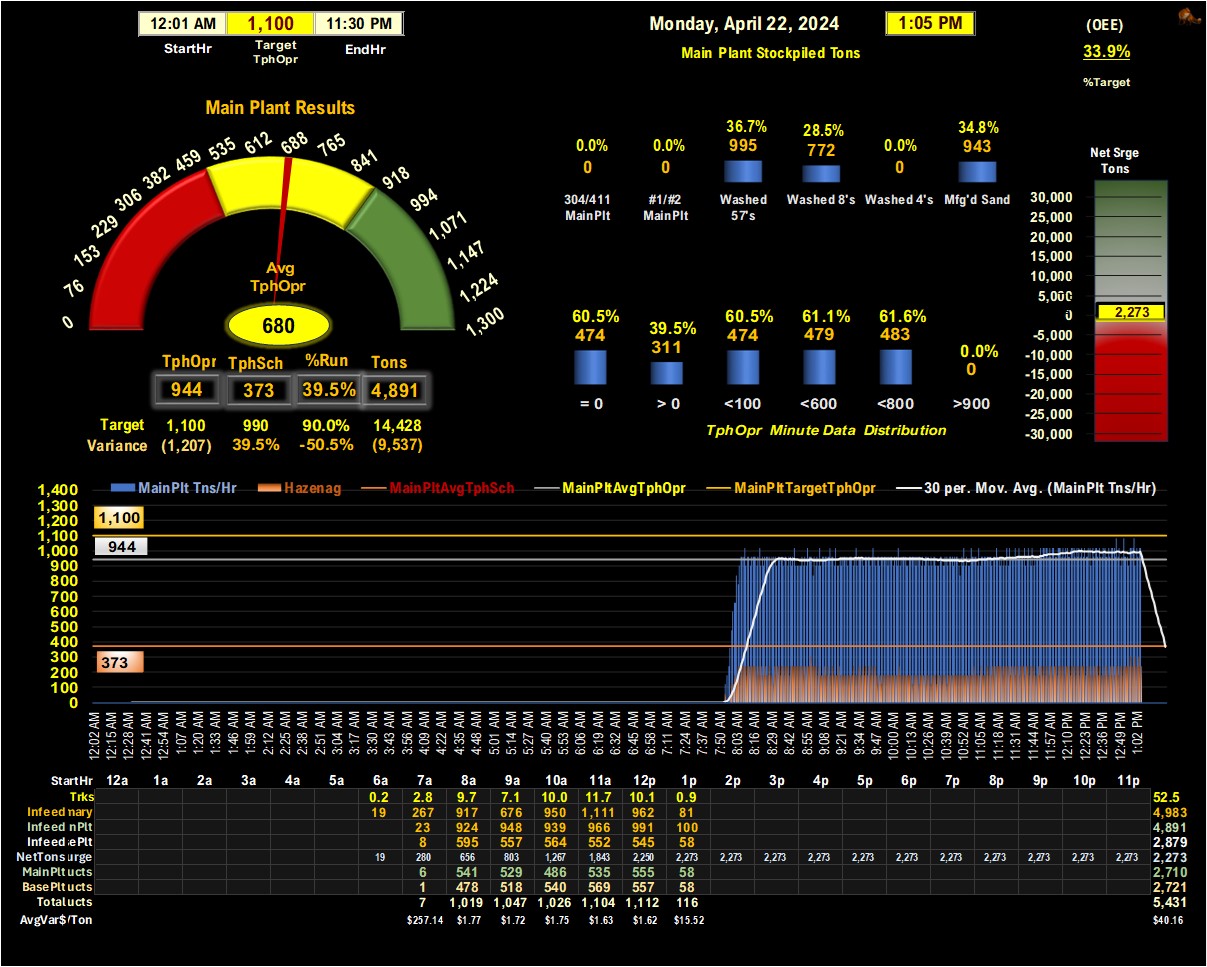 12:01 AM 1,100 11:30 PM
StartHr Target TphOpr EndHr
Monday, April 22, 2024 1:05 PM
Main Plant Stockpiled Tons
(OEE)
33.9%
%Target
Main Plant Results
0 76 153 229 306 382 459 535 612 688 765 841 918 994 1,071 1,147 1,224 1,300
Avg
TphOpr
680
TphOpr TphSch %Run Tons
944 373 39.5% 4,891
Target 1,100 990 90.0% 14,428
Variance (1,207) 39.5% -50.5% (9,537)
0.0% 0.0% 36.7% 28.5% 0.0% 34.8%
0 0 995 772 0 943
304/411 #1/#2 Washed Washed 8's Washed 4's Mfg'd Sand
MainPlt MainPlt 57's
60.5% 39.5% 60.5% 61.1% 61.6% 0.0%
474 311 474 479 483 0
= 0 > 0 <100 <600 <800 >900
TphOpr Minute Data Distribution
Net Srge
Tons
30,000
25,000
20,000
15,000
5,000
0
2,273
-5,000
-10,000
-15,000
-20,000
-25,000
-30,000
MainPlt Tns/Hr Hazenag MainPltAvgTphSch MainPltAvgTphOpr MainPltTargetTphOpr 30 per. Mov. Avg. (MainPlt Tns/Hr)
1,400
1,300
1,200
1,100
1,000
900
800
700
600
500
400
300
200
100
0
1,100
944
373
12:02 AM 12:15 AM 12:28 AM 12:41 AM 12:54 AM 1:07 AM 1:20 AM 1:33 AM 1:46 AM 1:59 AM 2:12 AM 2:25 AM 2:38 AM 2:51 AM 3:04 AM 3:17 AM 3:30 AM 3:43 AM 3:56 AM 4:09 AM 4:22 AM 4:35 AM 4:48 AM 5:01 AM 5:14 AM 5:27 AM 5:40 AM 5:53 AM 6:06 AM 6:19 AM 6:32 AM 6:45 AM 6:58 AM 7:11 AM 7:24 AM 7:37 AM 7:50 AM 8:03 AM 8:16 AM 8:29 AM 8:42 AM 8:55 AM 9:08 AM 9:21 AM 9:34 AM 9:47 AM 10:00 AM 10:13 AM 10:26 AM 10:39 AM 10:52 AM 11:05 AM 11:18 AM 11:31 AM 11:44 AM 11:57 AM 12:10 PM 12:23 PM 12:36 PM 12:49 PM 1:02 PM
StartHr 12a 1a 2a 3a 4a 5a 6a 7a 8a 9a 10a 11a 12p 1p 2p 3p 4p 5p 6p 7p 8p 9p 10p 11p
Trks 0.2 2.8 9.7 7.1 10.0 11.7 10.1 0.9 52.5
Infeed nary 19 267 917 676 950 1,111 962 81 4,983
Infeed nPlt 23 924 948 939 966 991 100 4,891
Infeed ePlt 8 595 557 564 552 545 58 2,879
NetTons urge 19 280 656 803 1,267 1,843 2,250 2,273 2,273 2,273 2,273 2,273 2,273 2,273 2,273 2,273 2,273 2,273 2,273
MainPlt ucts 6 541 529 486 535 555 58 2,710
BasePlt ucts 1 478 518 540 569 557 58 2,721
Total ucts 7 1,019 1,047 1,026 1,104 1,112 116 5,431
AvgVar$/Ton $257.14 $1.77 $1.72 $1.75 $1.63 $1.62 $15.52 $40.16